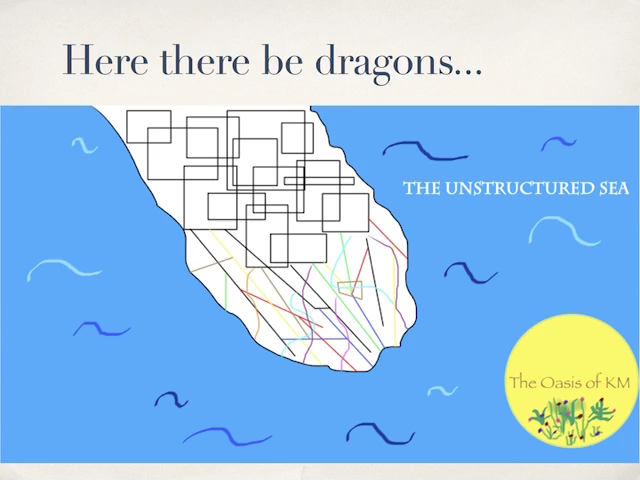 Here there be dragons...
THE UNSTRUCTURED SEA
The Oasis of KM